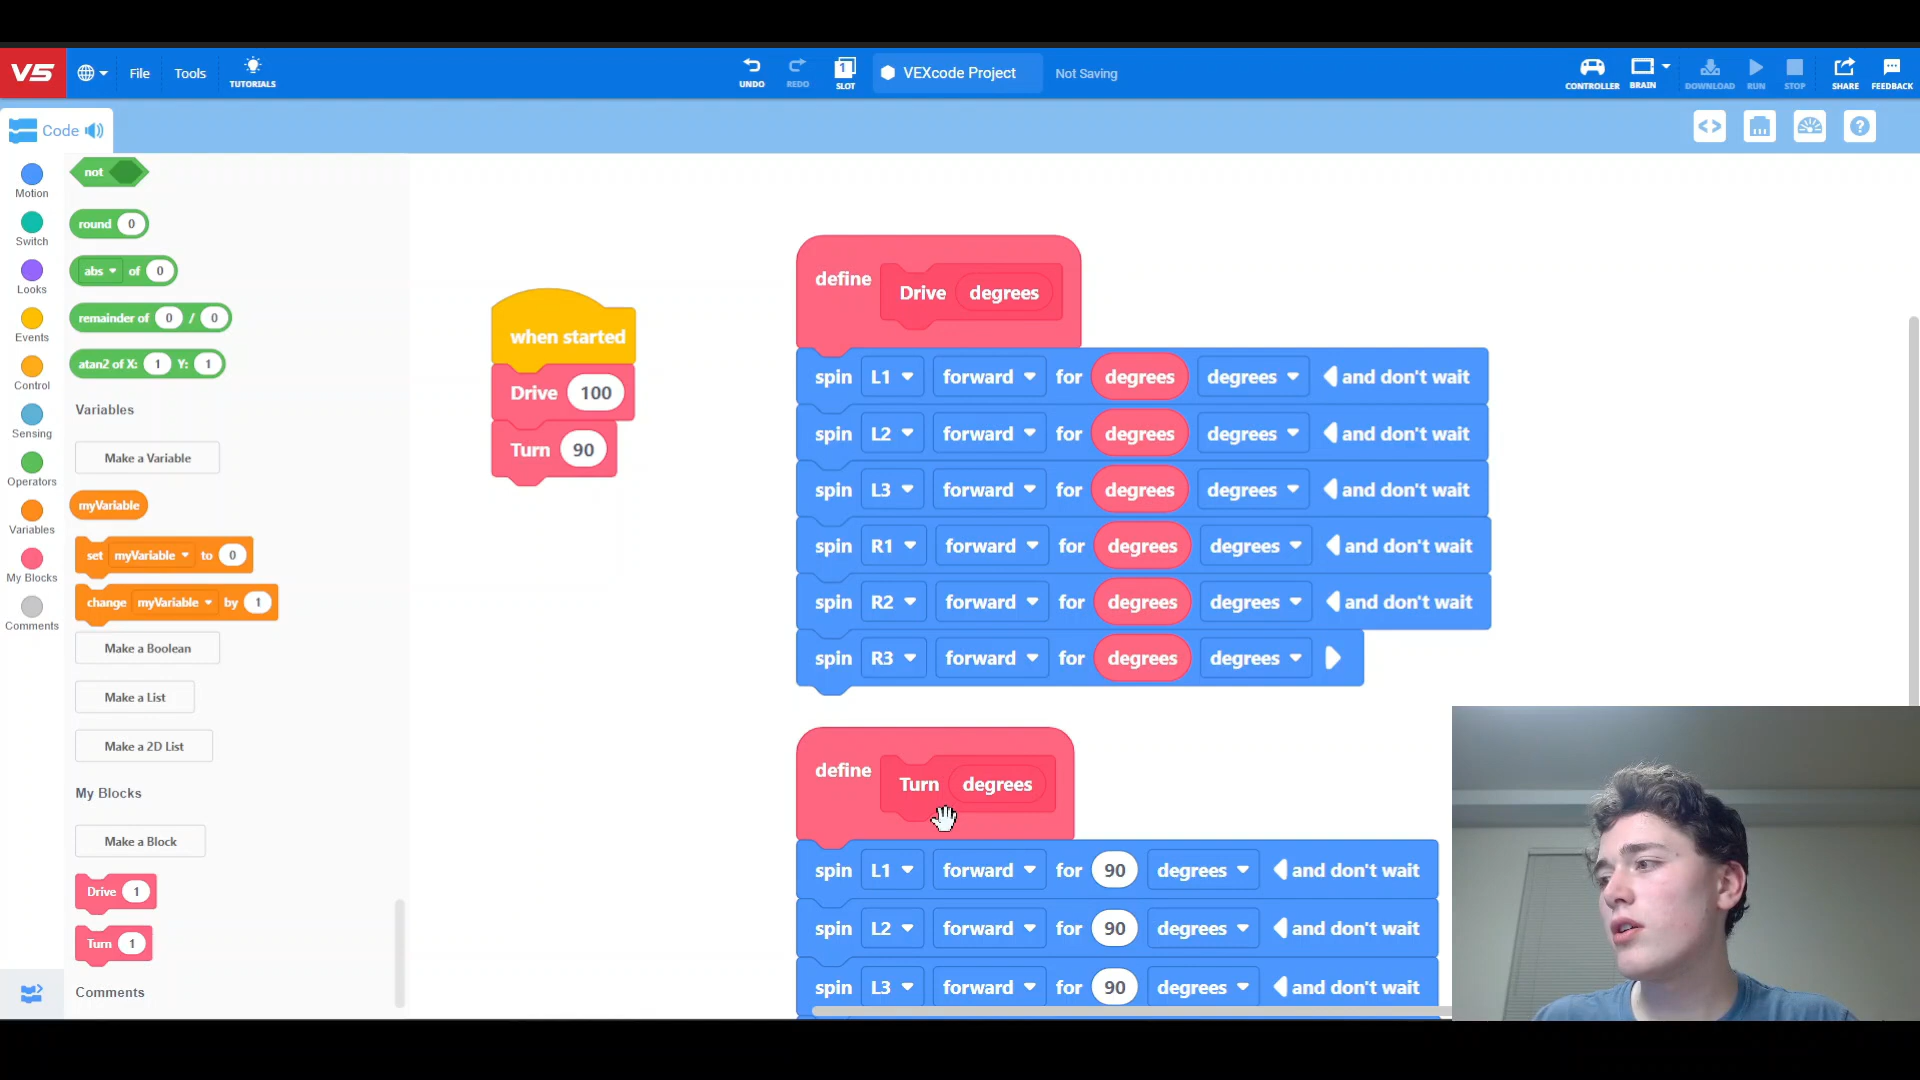 V5
File
Tools
TUTORIALS
UNDO
REDO
1
SLOT
VEXcode Project
Not Saving
CONTROLLER
BRAIN
DOWNLOAD
RUN
STOP
SHARE
FEEDBACK
Code
Motion
Switch
Looks
Events
Control
Sensing
Operators
Variables
My Blocks
Comments
not
round 0
abs of 0
remainder of 0 / 0
atan2 of X: 1 Y: 1
Variables
Make a Variable
myVariable
set myVariable to 0
change myVariable by 1
Make a Boolean
Make a List
Make a 2D List
My Blocks
Make a Block
Drive 1
Turn 1
Comments
when started
Drive 100
Turn 90
define Drive degrees
spin L1 forward for degrees degrees and don't wait
spin L2 forward for degrees degrees and don't wait
spin L3 forward for degrees degrees and don't wait
spin R1 forward for degrees degrees and don't wait
spin R2 forward for degrees degrees and don't wait
spin R3 forward for degrees degrees
define Turn degrees
spin L1 forward for 90 degrees and don't wait
spin L2 forward for 90 degrees and don't wait
spin L3 forward for 90 degrees and don't wait